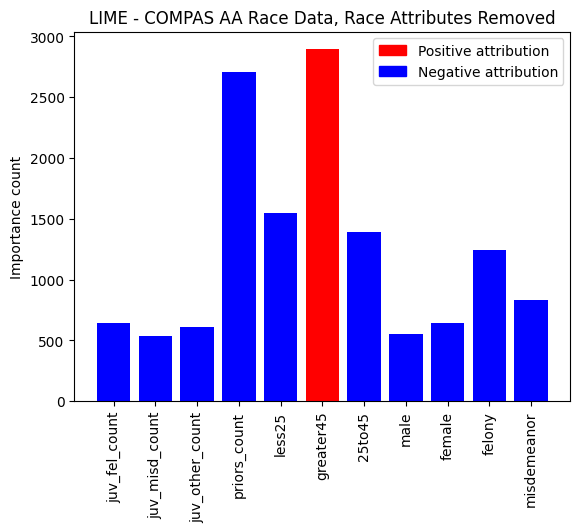 LIME - COMPAS AA Race Data, Race Attributes Removed
Positive attribution
Negative attribution
Importance count
3000
2500
2000
1500
1000
500
0
juv_fel_count
juv_misd_count
juv_other_count
priors_count
less25
greater45
25to45
male
female
felony
misdemeanor